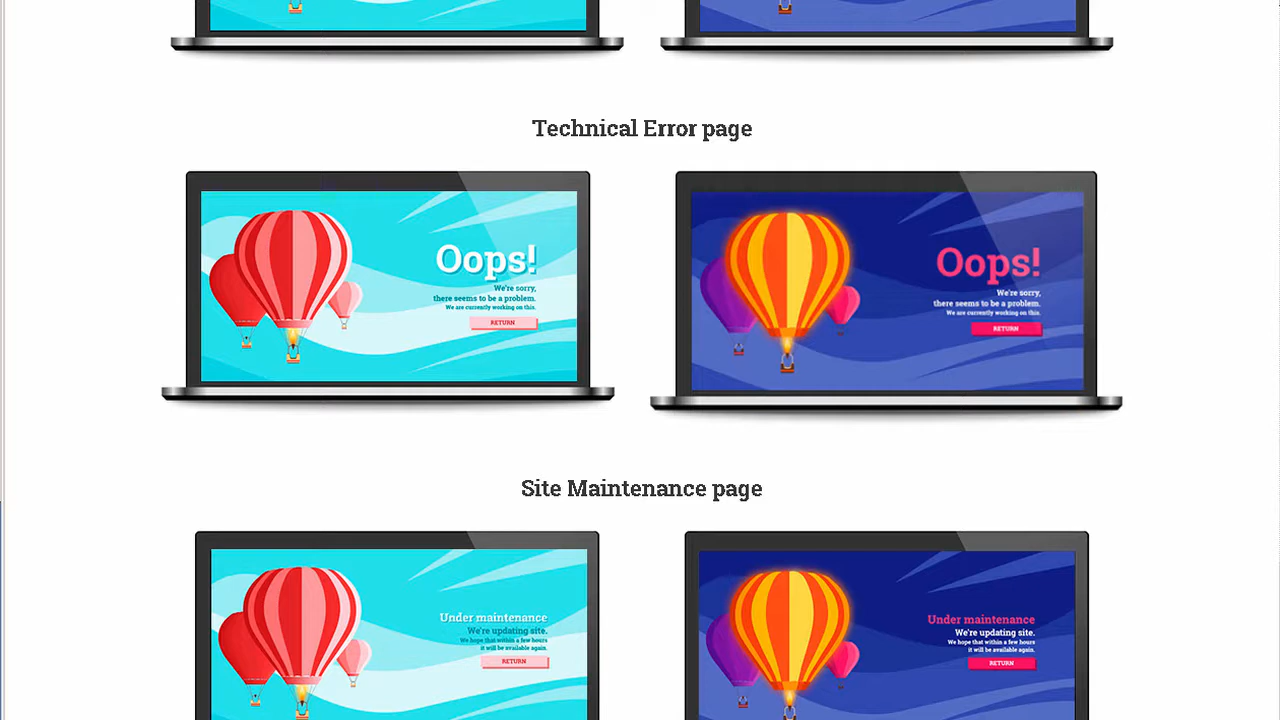 Technical Error page
Oops!
We're sorry,
there seems to be a problem.
We are currently working on this.
RETURN
Oops!
We're sorry,
there seems to be a problem.
We are currently working on this.
RETURN
Site Maintenance page
Under maintenance
We're updating site.
We hope that within a few hours
it will be available again.
RETURN
Under maintenance
We're updating site.
We hope that within a few hours
it will be available again.
RETURN